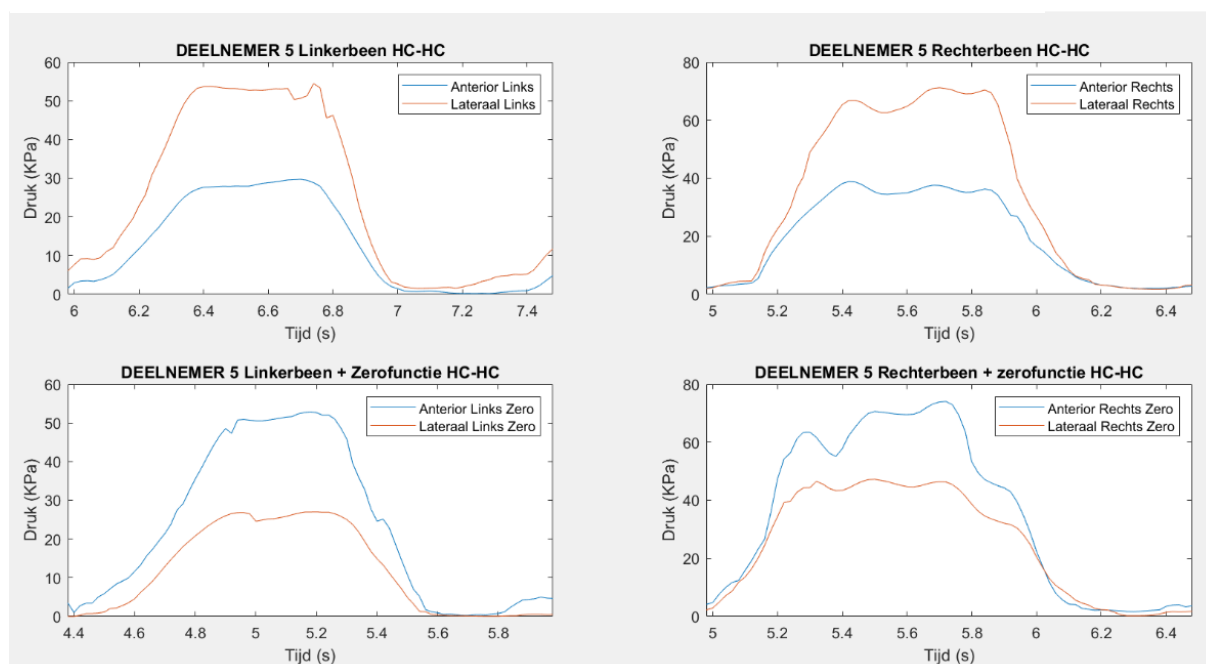 DEELNEMER 5 Linkerbeen HC-HC
60
50
40
30
20
10
0
Druk (KPa)
Anterior Links
Lateraal Links
6
6.2
6.4
6.6
6.8
7
7.2
7.4
Tijd (s)
DEELNEMER 5 Rechterbeen HC-HC
80
60
40
20
0
Druk (KPa)
Anterior Rechts
Lateraal Rechts
5
5.2
5.4
5.6
5.8
6
6.2
6.4
Tijd (s)
DEELNEMER 5 Linkerbeen + Zerofunctie HC-HC
60
50
40
30
20
10
0
Druk (KPa)
Anterior Links Zero
Lateraal Links Zero
4.4
4.6
4.8
5
5.2
5.4
5.6
5.8
Tijd (s)
DEELNEMER 5 Rechterbeen + zerofunctie HC-HC
80
60
40
20
0
Druk (KPa)
Anterior Rechts Zero
Lateraal Rechts Zero
5
5.2
5.4
5.6
5.8
6
6.2
6.4
Tijd (s)